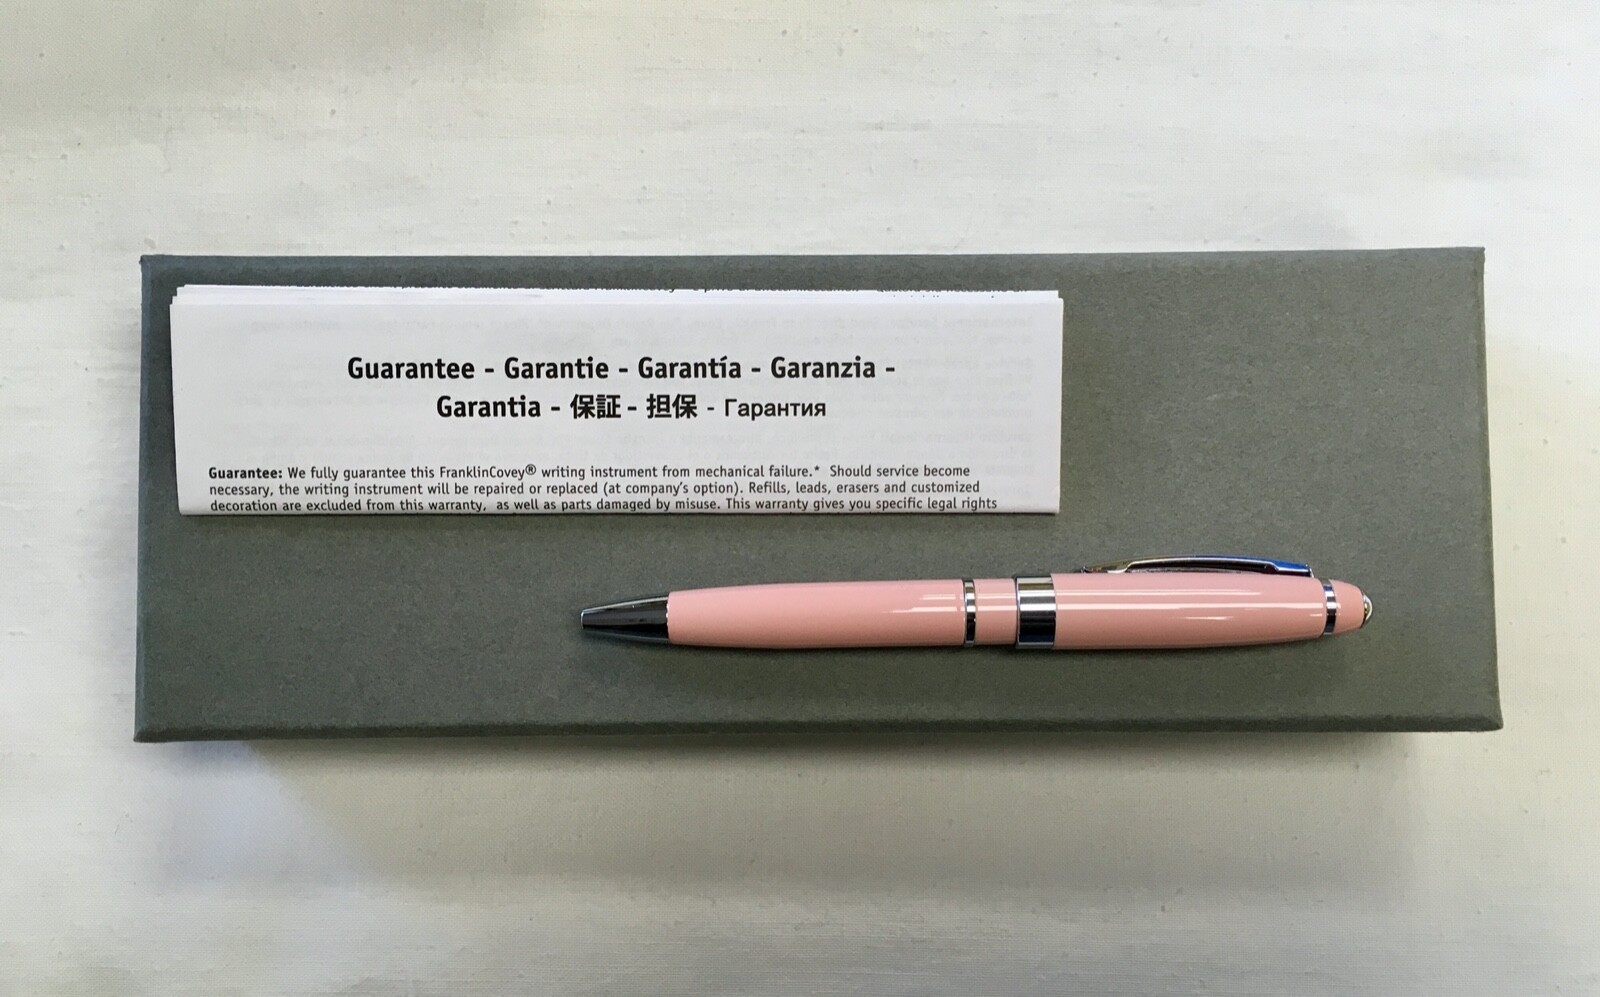 Guarantee - Garantie - Garantía - Garanzia -
Garantia - 保証 - 担保 - Гарантия
Guarantee: We fully guarantee this FranklinCovey® writing instrument from mechanical failure.* Should service become
necessary, the writing instrument will be repaired or replaced (at company's option). Refills, leads, erasers and customized
decoration are excluded from this warranty, as well as parts damaged by misuse. This warranty gives you specific legal rights